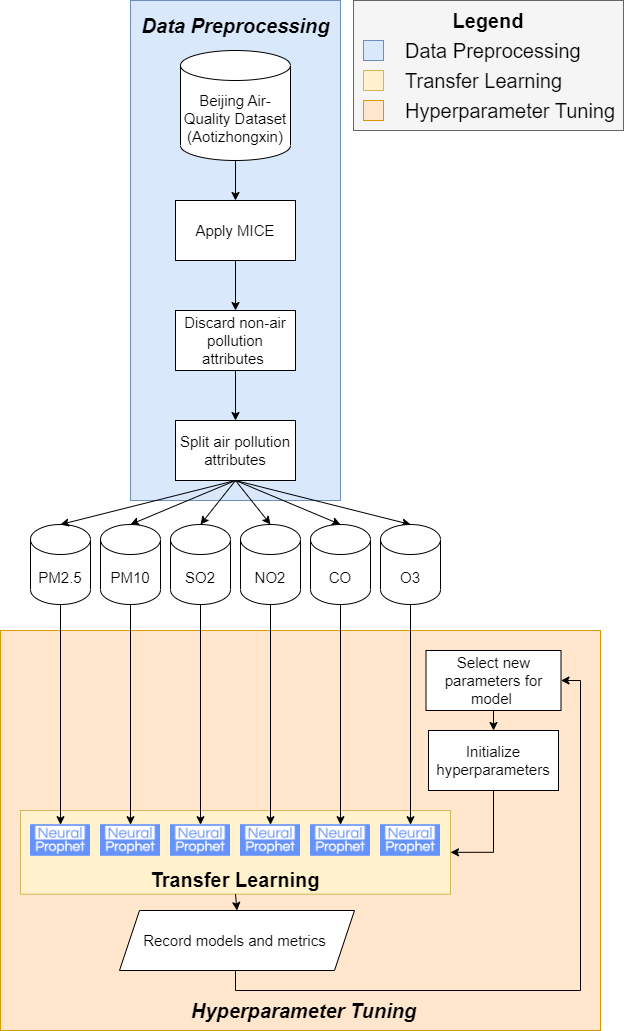 Data Preprocessing
Legend
Data Preprocessing
Transfer Learning
Hyperparameter Tuning
Beijing Air-
Quality Dataset
(Aotizhongxin)
Apply MICE
Discard non-air
pollution
attributes
Split air pollution
attributes
PM2.5
PM10
SO2
NO2
CO
O3
Select new
parameters for
model
Initialize
hyperparameters
Neural
Prophet
Neural
Prophet
Neural
Prophet
Neural
Prophet
Neural
Prophet
Neural
Prophet
Transfer Learning
Record models and metrics
Hyperparameter Tuning